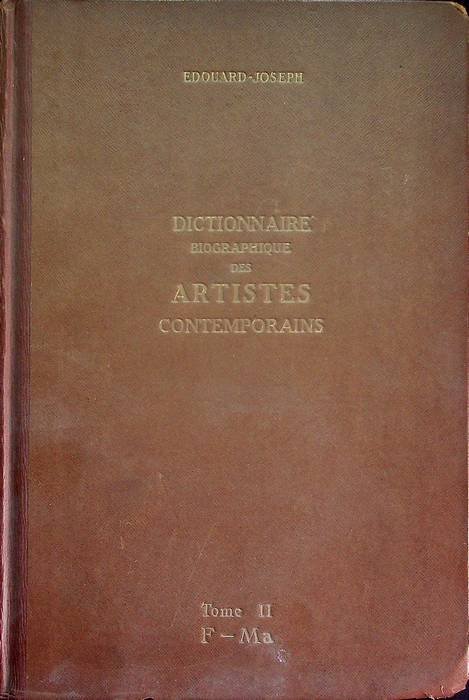 EDOUARD-JOSEPH
DICTIONNAIRE
BIOGRAPHIQUE
DES
ARTISTES
CONTEMPORAINS
Tome II
F – Ma